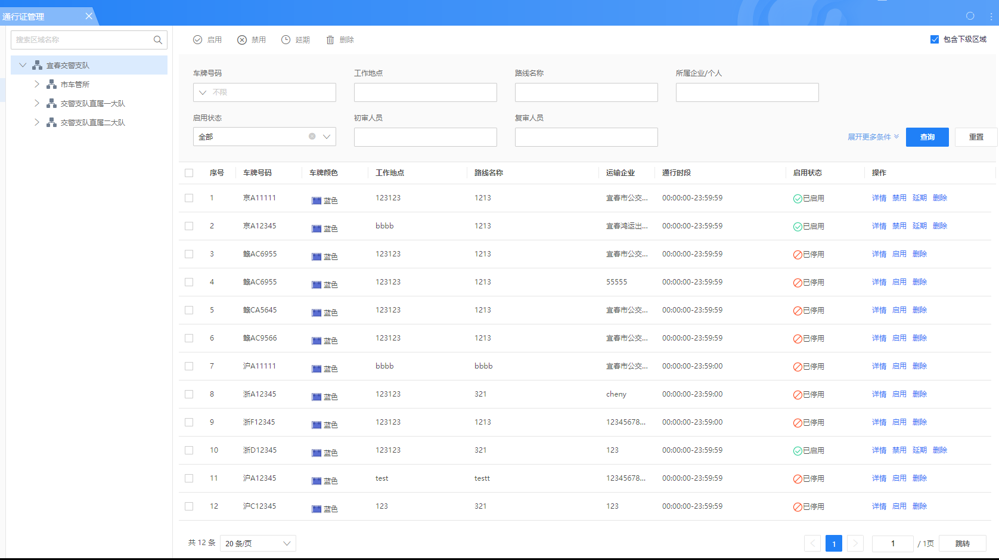 通行证管理
搜索区域名称
宜春交警支队
市车管所
交警支队直属一大队
交警支队直属二大队
启用 禁用 延期 删除 包含下级区域
车牌号码 工作地点 路线名称 所属企业/个人
不限
启用状态 初审人员 复审人员
全部 展开更多条件 查询 重置
序号 车牌号码 车牌颜色 工作地点 路线名称 运输企业 通行时段 启用状态 操作
1 京A11111 蓝色 123123 1213 宜春市公交... 00:00:00-23:59:59 已启用 详情 禁用 延期 删除
2 京A12345 蓝色 bbbb 1213 宜春鸿运出... 00:00:00-23:59:59 已启用 详情 禁用 延期 删除
3 赣AC6955 蓝色 123123 1213 宜春市公交... 00:00:00-23:59:59 已停用 详情 启用 删除
4 赣AC6955 蓝色 123123 1213 55555 00:00:00-23:59:59 已停用 详情 启用 删除
5 赣CA5645 蓝色 123123 1213 宜春市公交... 00:00:00-23:59:59 已停用 详情 启用 删除
6 赣AC9566 蓝色 123123 1213 宜春市公交... 00:00:00-23:59:59 已停用 详情 启用 删除
7 沪A11111 蓝色 bbbb bbbb 宜春市公交... 00:00:00-23:59:00 已停用 详情 启用 删除
8 浙A12345 蓝色 123123 321 cheny 00:00:00-23:59:00 已停用 详情 启用 删除
9 浙F12345 蓝色 123123 1213 12345678... 00:00:00-23:59:00 已停用 详情 启用 删除
10 浙D12345 蓝色 123123 321 123 00:00:00-23:59:59 已启用 详情 禁用 延期 删除
11 沪A12345 蓝色 test testt 12345678... 00:00:00-23:59:59 已停用 详情 启用 删除
12 沪C12345 蓝色 123 321 123 00:00:00-23:59:59 已停用 详情 启用 删除
共 12 条 20 条/页 1 1 / 1页 跳转